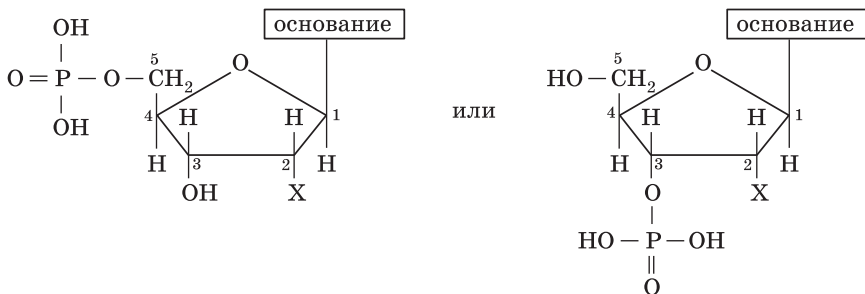 OH основание основание
5 5
O = P – O – CH2 O HO – CH2 O
OH 4 H H 1 или 4 H H 1
H 3 2 H H 3 2 H
OH X O X
HO – P – OH
O